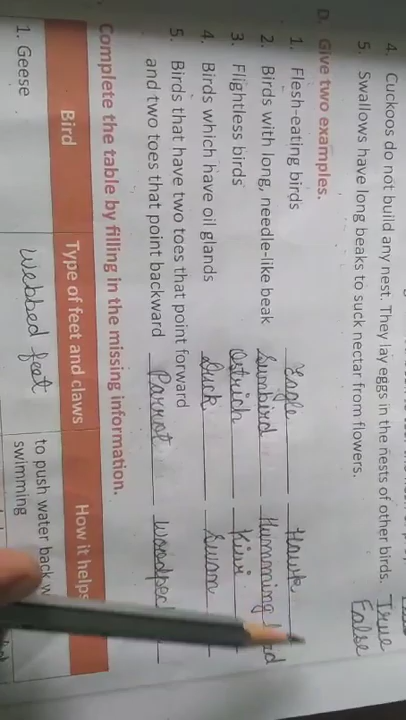 4. Cuckoos do not build any nest. They lay eggs in the nests of other birds. True
5. Swallows have long beaks to suck nectar from flowers. False
D. Give two examples.
1. Flesh-eating birds Eagle Hawk
2. Birds with long, needle-like beak Sunbird Humming
3. Flightless birds Ostrich Kiwi
4. Birds which have oil glands Duck Swan
5. Birds that have two toes that point forward
and two toes that point backward Parrot
Complete the table by filling in the missing information.
Bird Type of feet and claws How it helps
1. Geese Webbed feet to push water back
swimming